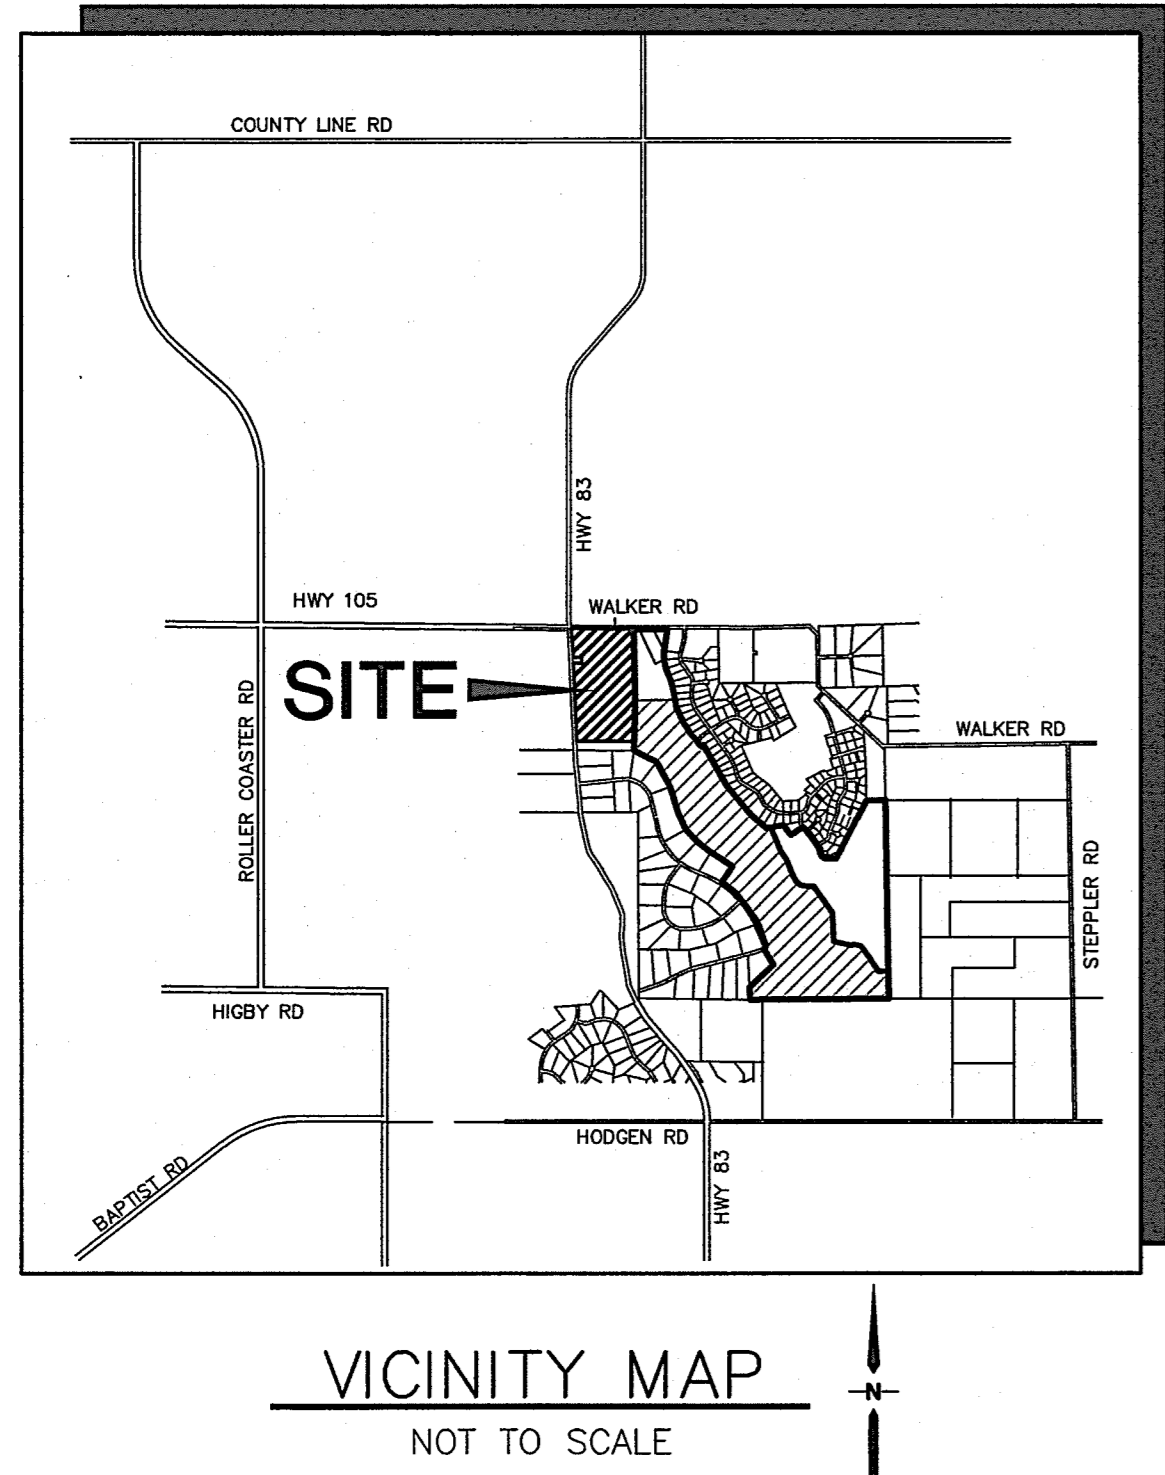 COUNTY LINE RD
HWY 83
HWY 105
WALKER RD
SITE
ROLLER COASTER RD
WALKER RD
STEPPLER RD
HIGBY RD
HODGEN RD
BAPTIST RD
HWY 83
VICINITY MAP
N
NOT TO SCALE